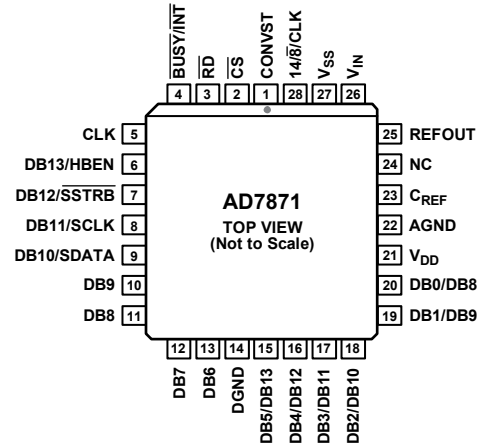 BUSY/INT
RD
CS
CONVST
14/8/CLK
VSS
VIN
4 3 2 1 28 27 26
CLK 5
DB13/HBEN 6
DB12/SSTRB 7
DB11/SCLK 8
DB10/SDATA 9
DB9 10
DB8 11
AD7871
TOP VIEW
(Not to Scale)
25 REFOUT
24 NC
23 CREF
22 AGND
21 VDD
20 DB0/DB8
19 DB1/DB9
12 13 14 15 16 17 18
DB7
DB6
DGND
DB5/DB13
DB4/DB12
DB3/DB11
DB2/DB10